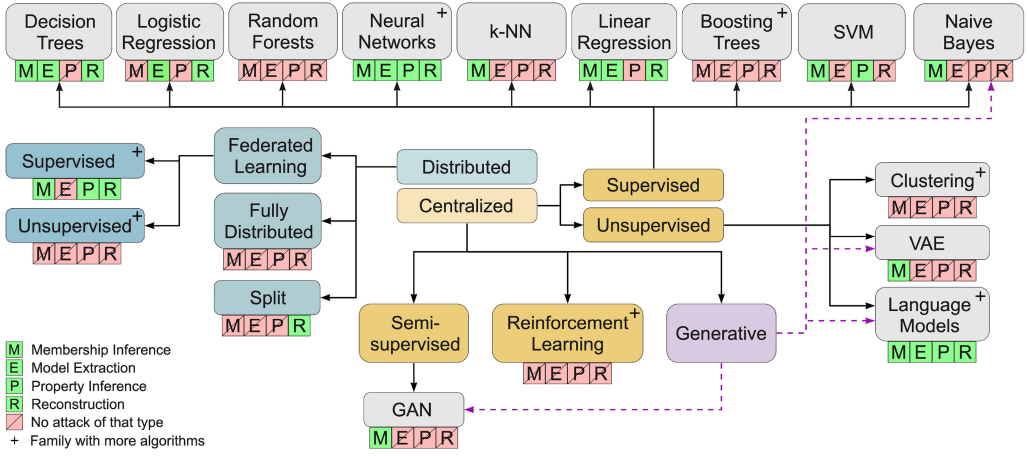 Decision
Trees
M E P R
Logistic
Regression
M E P R
Random
Forests
M E P R
Neural +
Networks
M E P R
k-NN
M E P R
Linear
Regression
M E P R
Boosting +
Trees
M E P R
SVM
M E P R
Naive
Bayes
M E P R
Supervised +
M E P R
Unsupervised +
M E P R
Federated
Learning
Fully
Distributed
M E P R
Split
M E P R
Distributed
Centralized
Supervised
Unsupervised
Clustering +
M E P R
VAE
M E P R
Language +
Models
M E P R
Semi-
supervised
Reinforcement +
Learning
M E P R
Generative
GAN
M E P R
M Membership Inference
E Model Extraction
P Property Inference
R Reconstruction
No attack of that type
+ Family with more algorithms